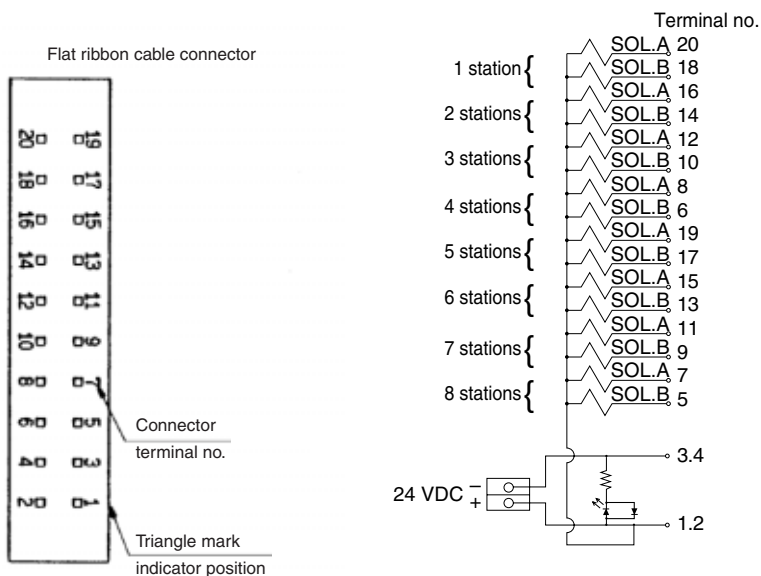 Flat ribbon cable connector
20 19
18 17
16 15
14 13
12 11
10 9
8 7
6 5
4 3
2 1
Connector
terminal no.
Triangle mark
indicator position
Terminal no.
1 station{
SOL.A 20
SOL.B 18
2 stations{
SOL.A 16
SOL.B 14
3 stations{
SOL.A 12
SOL.B 10
4 stations{
SOL.A 8
SOL.B 6
5 stations{
SOL.A 19
SOL.B 17
6 stations{
SOL.A 15
SOL.B 13
7 stations{
SOL.A 11
SOL.B 9
8 stations{
SOL.A 7
SOL.B 5
3.4
24 VDC −
+
1.2